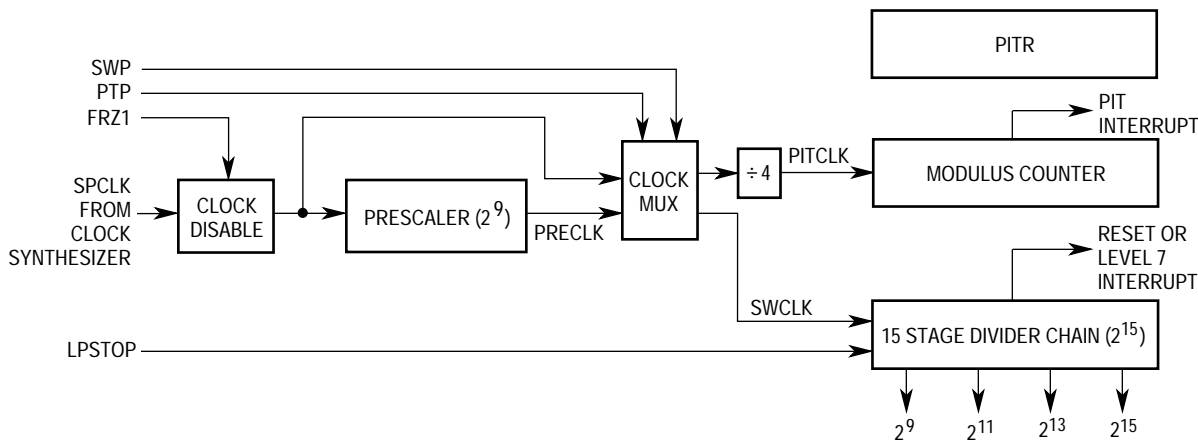 PITR
SWP
PTP
FRZ1
PIT
INTERRUPT
SPCLK
FROM
CLOCK
SYNTHESIZER
CLOCK
DISABLE
PRESCALER (2⁹)
PRECLK
CLOCK
MUX
÷ 4
PITCLK
MODULUS COUNTER
RESET OR
LEVEL 7
INTERRUPT
SWCLK
LPSTOP
15 STAGE DIVIDER CHAIN (2¹⁵)
2⁹ 2¹¹ 2¹³ 2¹⁵